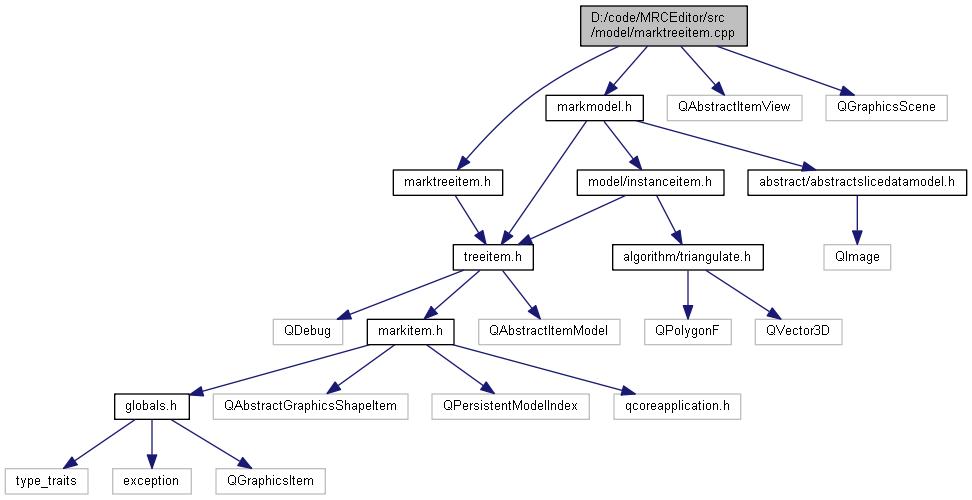 D:/code/MRCEditor/src
/model/marktreeitem.cpp
markmodel.h
QAbstractItemView
QGraphicsScene
marktreeitem.h
model/instanceitem.h
abstract/abstractslicedatamodel.h
treeitem.h
algorithm/triangulate.h
QImage
QDebug
markitem.h
QAbstractItemModel
QPolygonF
QVector3D
globals.h
QAbstractGraphicsShapeItem
QPersistentModelIndex
qcoreapplication.h
type_traits
exception
QGraphicsItem